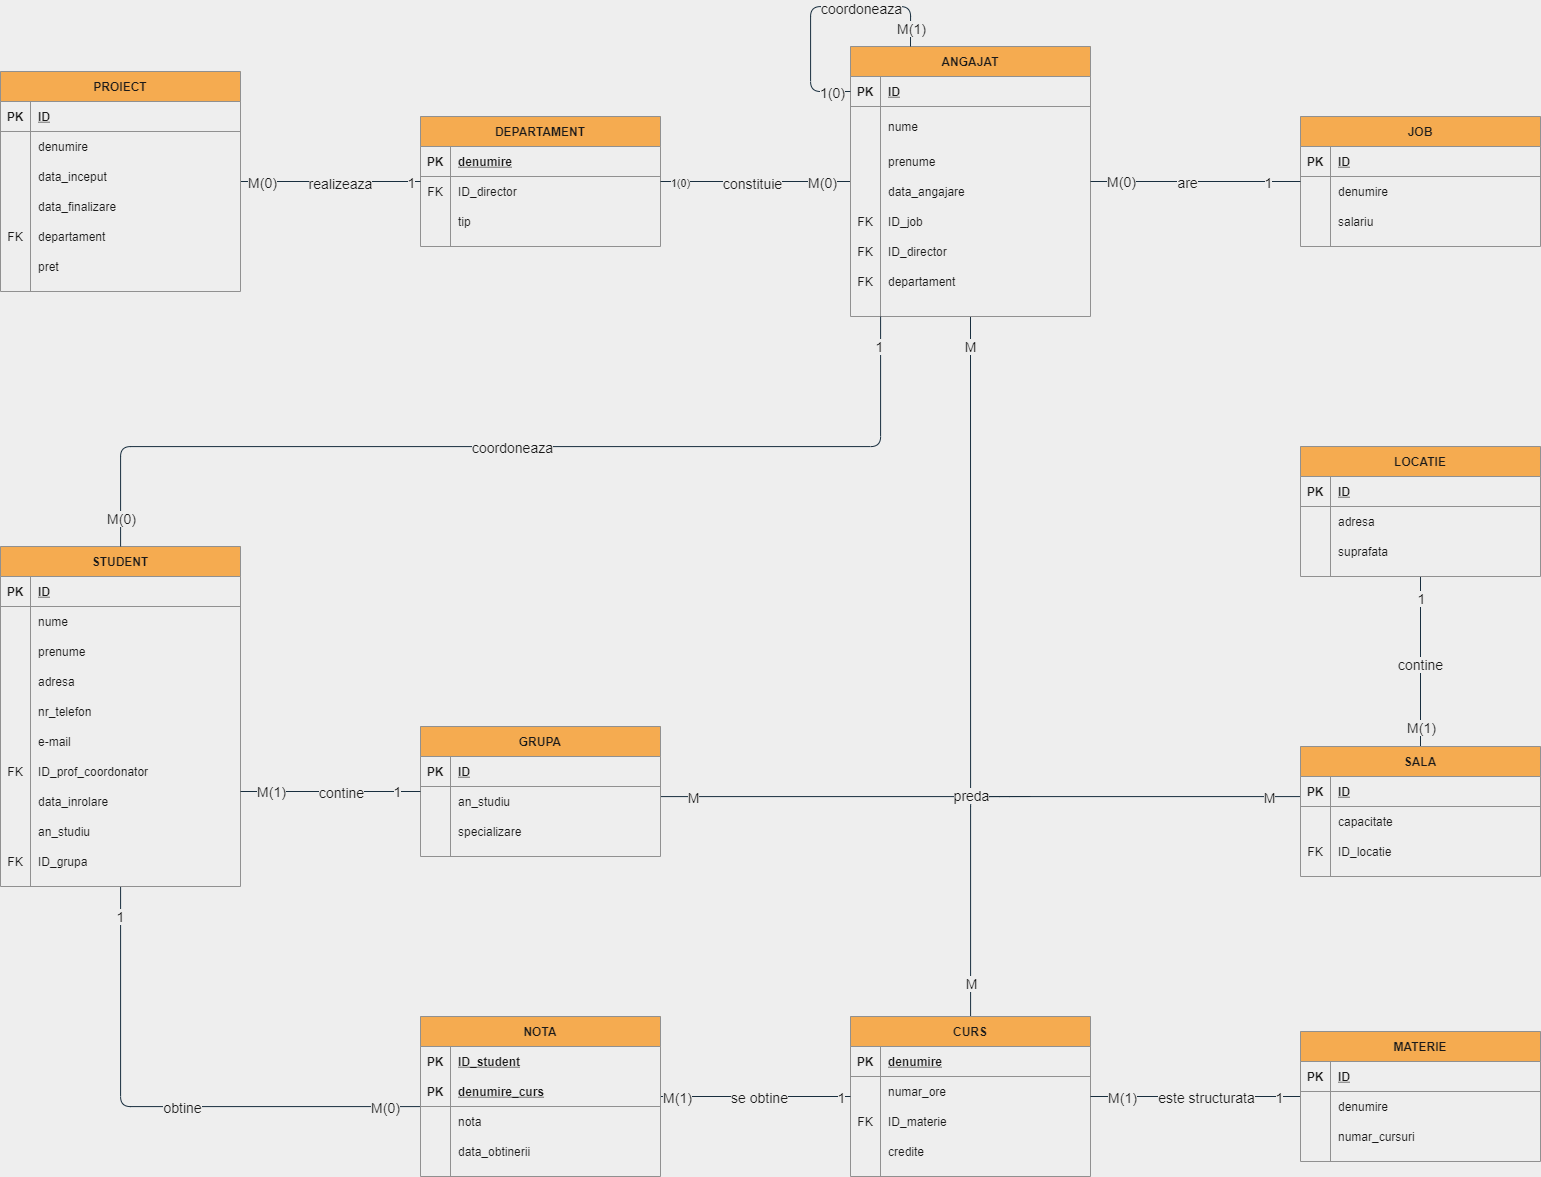 coordoneaza
M(1)
1(0)
ANGAJAT
PK ID
nume
prenume
data_angajare
FK ID_job
FK ID_director
FK departament
PROIECT
PK ID
denumire
data_inceput
data_finalizare
FK departament
pret
M(0) realizeaza 1
DEPARTAMENT
PK denumire
FK ID_director
tip
1(0) constituie M(0)
M(0) are 1
JOB
PK ID
denumire
salariu
1
M
coordoneaza
M(0)
LOCATIE
PK ID
adresa
suprafata
1
contine
M(1)
STUDENT
PK ID
nume
prenume
adresa
nr_telefon
e-mail
FK ID_prof_coordonator
data_inrolare
an_studiu
FK ID_grupa
M(1) contine 1
GRUPA
PK ID
an_studiu
specializare
M preda M
SALA
PK ID
capacitate
FK ID_locatie
1
obtine M(0)
M
NOTA
PK ID_student
PK denumire_curs
nota
data_obtinerii
M(1) se obtine 1
CURS
PK denumire
numar_ore
FK ID_materie
credite
M(1) este structurata 1
MATERIE
PK ID
denumire
numar_cursuri